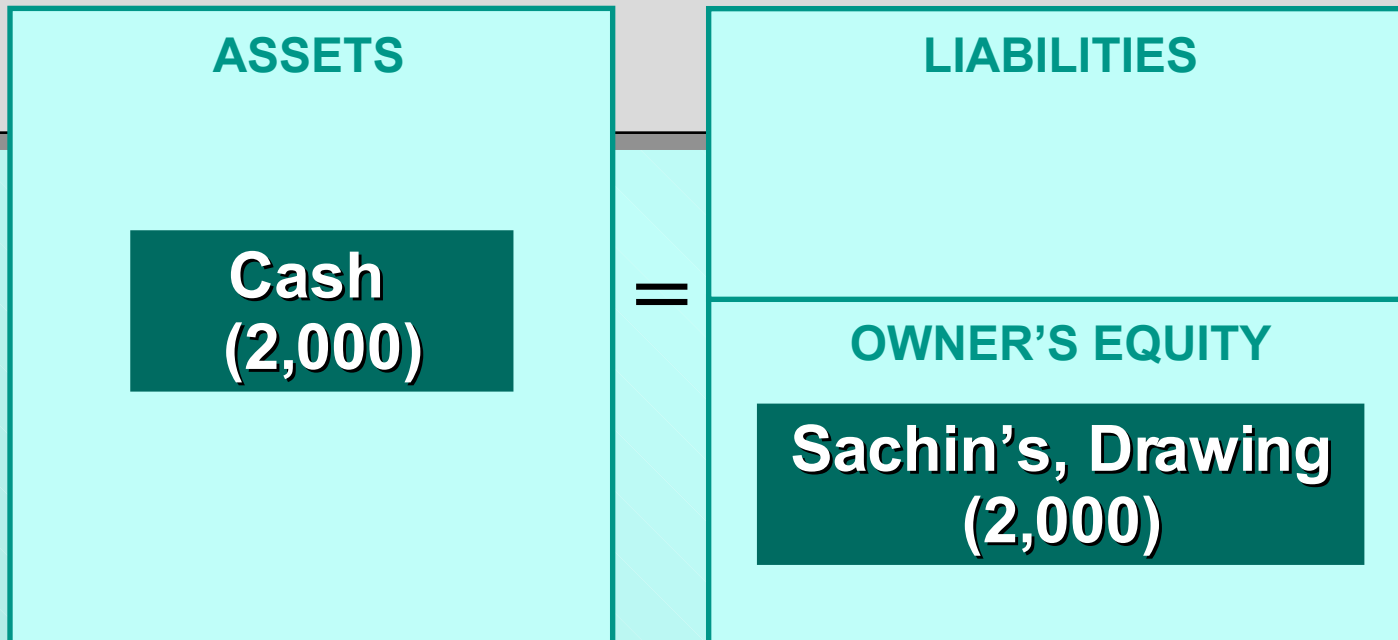 ASSETS
Cash
(2,000)
=
LIABILITIES
OWNER’S EQUITY
Sachin’s, Drawing
(2,000)